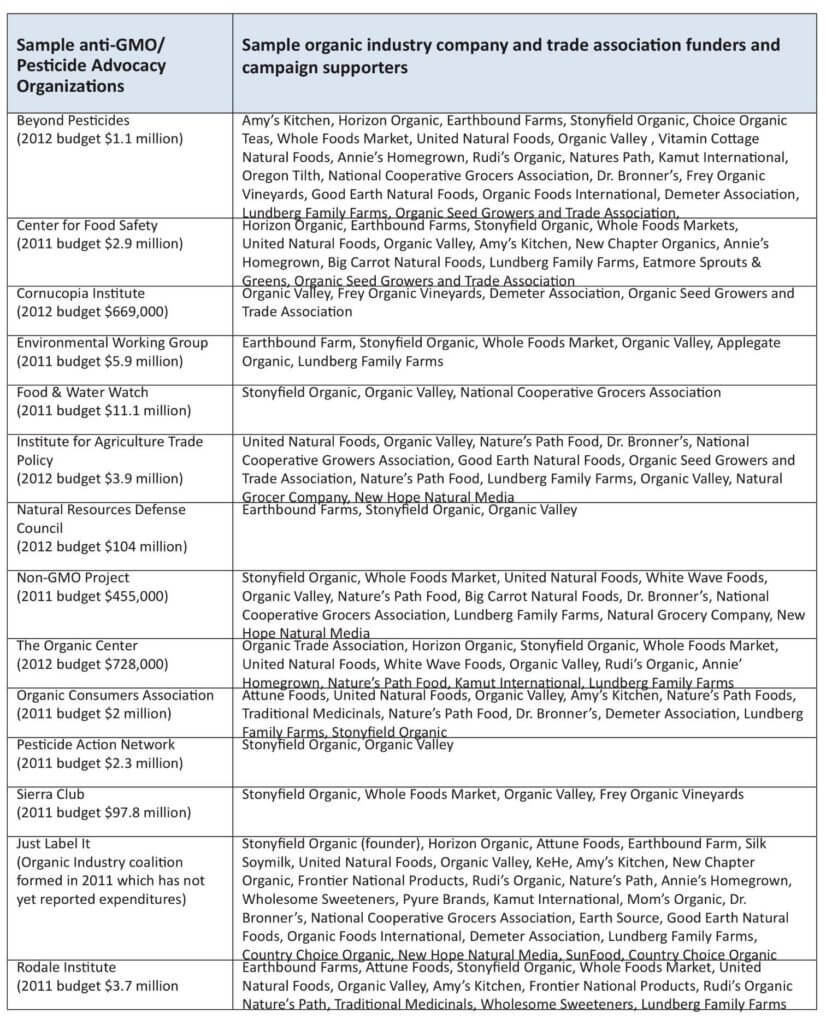 Sample anti-GMO/
Pesticide Advocacy
Organizations
Sample organic industry company and trade association funders and
campaign supporters
Beyond Pesticides
(2012 budget $1.1 million)
Amy's Kitchen, Horizon Organic, Earthbound Farms, Stonyfield Organic, Choice Organic
Teas, Whole Foods Market, United Natural Foods, Organic Valley , Vitamin Cottage
Natural Foods, Annie's Homegrown, Rudi's Organic, Natures Path, Kamut International,
Oregon Tilth, National Cooperative Grocers Association, Dr. Bronner's, Frey Organic
Vineyards, Good Earth Natural Foods, Organic Foods International, Demeter Association,
Lundberg Family Farms, Organic Seed Growers and Trade Association,
Center for Food Safety
(2011 budget $2.9 million)
Horizon Organic, Earthbound Farms, Stonyfield Organic, Whole Foods Markets,
United Natural Foods, Organic Valley, Amy's Kitchen, New Chapter Organics, Annie's
Homegrown, Big Carrot Natural Foods, Lundberg Family Farms, Eatmore Sprouts &
Greens, Organic Seed Growers and Trade Association
Cornucopia Institute
(2012 budget $669,000)
Organic Valley, Frey Organic Vineyards, Demeter Association, Organic Seed Growers and
Trade Association
Environmental Working Group
(2011 budget $5.9 million)
Earthbound Farm, Stonyfield Organic, Whole Foods Market, Organic Valley, Applegate
Organic, Lundberg Family Farms
Food & Water Watch
(2011 budget $11.1 million)
Stonyfield Organic, Organic Valley, National Cooperative Grocers Association
Institute for Agriculture Trade
Policy
(2012 budget $3.9 million)
United Natural Foods, Organic Valley, Nature's Path Food, Dr. Bronner's, National
Cooperative Growers Association, Good Earth Natural Foods, Organic Seed Growers and
Trade Association, Nature's Path Food, Lundberg Family Farms, Organic Valley, Natural
Grocer Company, New Hope Natural Media
Natural Resources Defense
Council
(2012 budget $104 million)
Earthbound Farms, Stonyfield Organic, Organic Valley
Non-GMO Project
(2011 budget $455,000)
Stonyfield Organic, Whole Foods Market, United Natural Foods, White Wave Foods,
Organic Valley, Nature's Path Food, Big Carrot Natural Foods, Dr. Bronner's, National
Cooperative Grocers Association, Lundberg Family Farms, Natural Grocery Company, New
Hope Natural Media
The Organic Center
(2012 budget $728,000)
Organic Trade Association, Horizon Organic, Stonyfield Organic, Whole Foods Market,
United Natural Foods, White Wave Foods, Organic Valley, Rudi's Organic, Annie'
Homegrown, Nature's Path Food, Kamut International, Lundberg Family Farms
Organic Consumers Association
(2011 budget $2 million)
Attune Foods, United Natural Foods, Organic Valley, Amy's Kitchen, Nature's Path Foods,
Traditional Medicinals, Nature's Path Food, Dr. Bronner's, Demeter Association, Lundberg
Family Farms, Stonyfield Organic
Pesticide Action Network
(2011 budget $2.3 million)
Stonyfield Organic, Organic Valley
Sierra Club
(2011 budget $97.8 million)
Stonyfield Organic, Whole Foods Market, Organic Valley, Frey Organic Vineyards
Just Label It
(Organic Industry coalition
formed in 2011 which has not
yet reported expenditures)
Stonyfield Organic (founder), Horizon Organic, Attune Foods, Earthbound Farm, Silk
Soymilk, United Natural Foods, Organic Valley, KeHe, Amy's Kitchen, New Chapter
Organic, Frontier National Products, Rudi's Organic, Nature's Path, Annie's Homegrown,
Wholesome Sweeteners, Pyure Brands, Kamut International, Mom's Organic, Dr.
Bronner's, National Cooperative Grocers Association, Earth Source, Good Earth Natural
Foods, Organic Foods International, Demeter Association, Lundberg Family Farms,
Country Choice Organic, New Hope Natural Media, SunFood, Country Choice Organic
Rodale Institute
(2011 budget $3.7 million
Earthbound Farms, Attune Foods, Stonyfield Organic, Whole Foods Market, United
Natural Foods, Organic Valley, Amy's Kitchen, Frontier National Products, Rudi's Organic
Nature's Path, Traditional Medicinals, Wholesome Sweeteners, Lundberg Family Farms